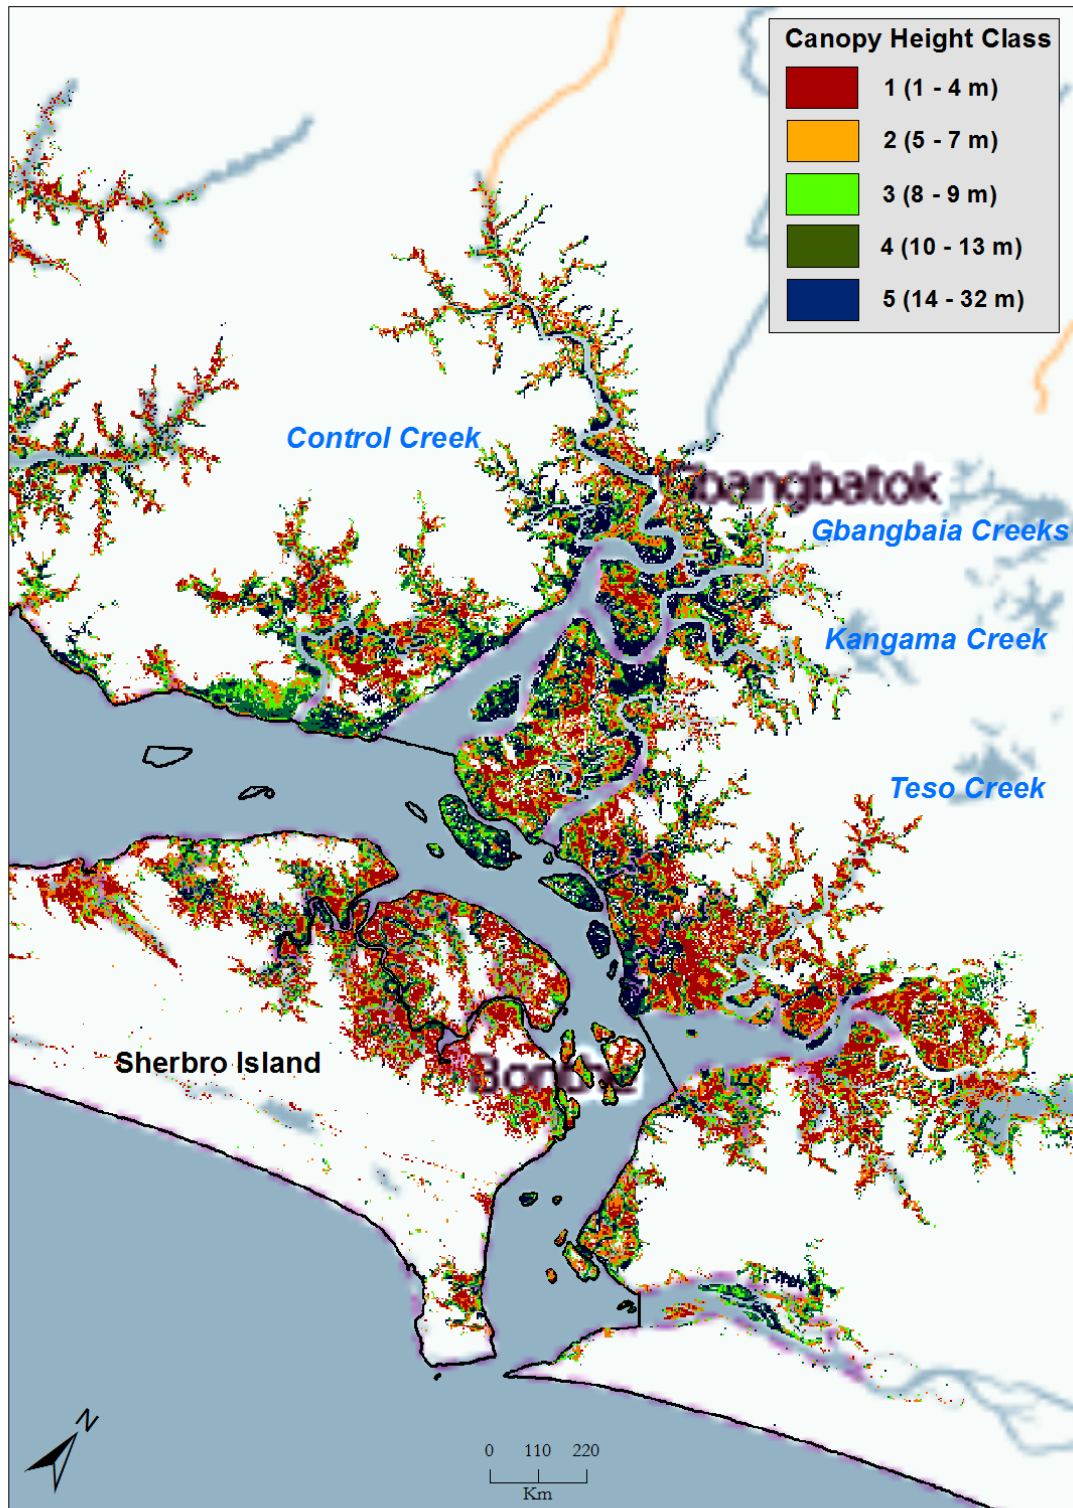 Canopy Height Class
1 (1 - 4 m)
2 (5 - 7 m)
3 (8 - 9 m)
4 (10 - 13 m)
5 (14 - 32 m)
Control Creek
Gbangbatok
Gbangbaia Creeks
Kangama Creek
Teso Creek
Sherbro Island
Bonthe
N
0 110 220
Km